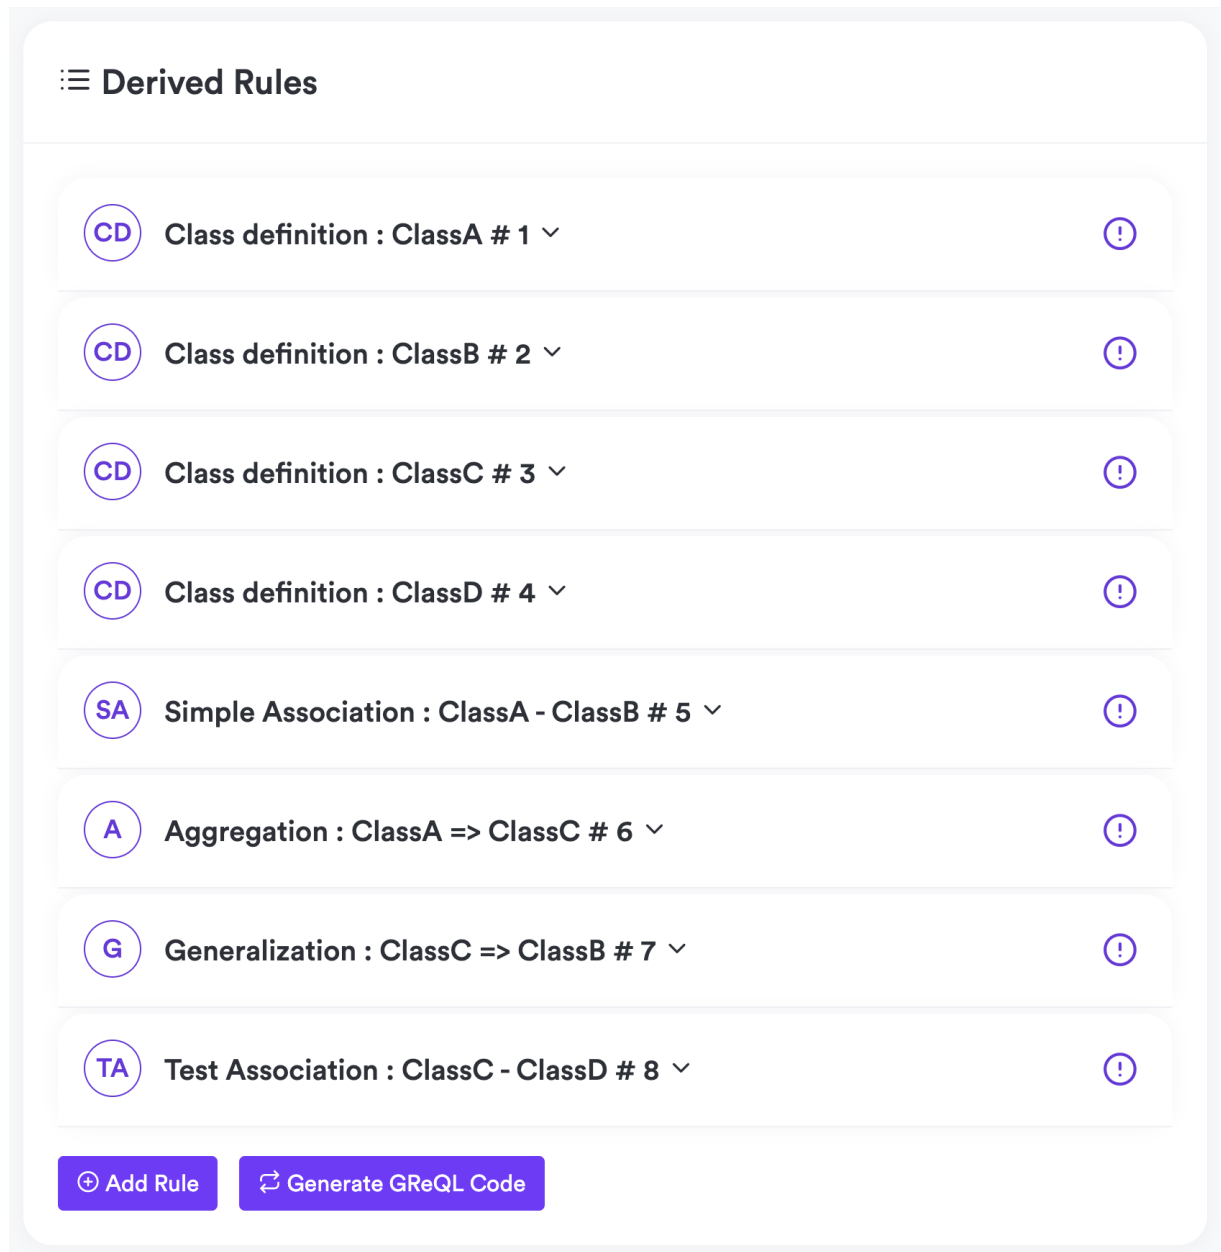 Derived Rules
CD Class definition : ClassA # 1
CD Class definition : ClassB # 2
CD Class definition : ClassC # 3
CD Class definition : ClassD # 4
SA Simple Association : ClassA - ClassB # 5
A Aggregation : ClassA => ClassC # 6
G Generalization : ClassC => ClassB # 7
TA Test Association : ClassC - ClassD # 8
Add Rule Generate GReQL Code